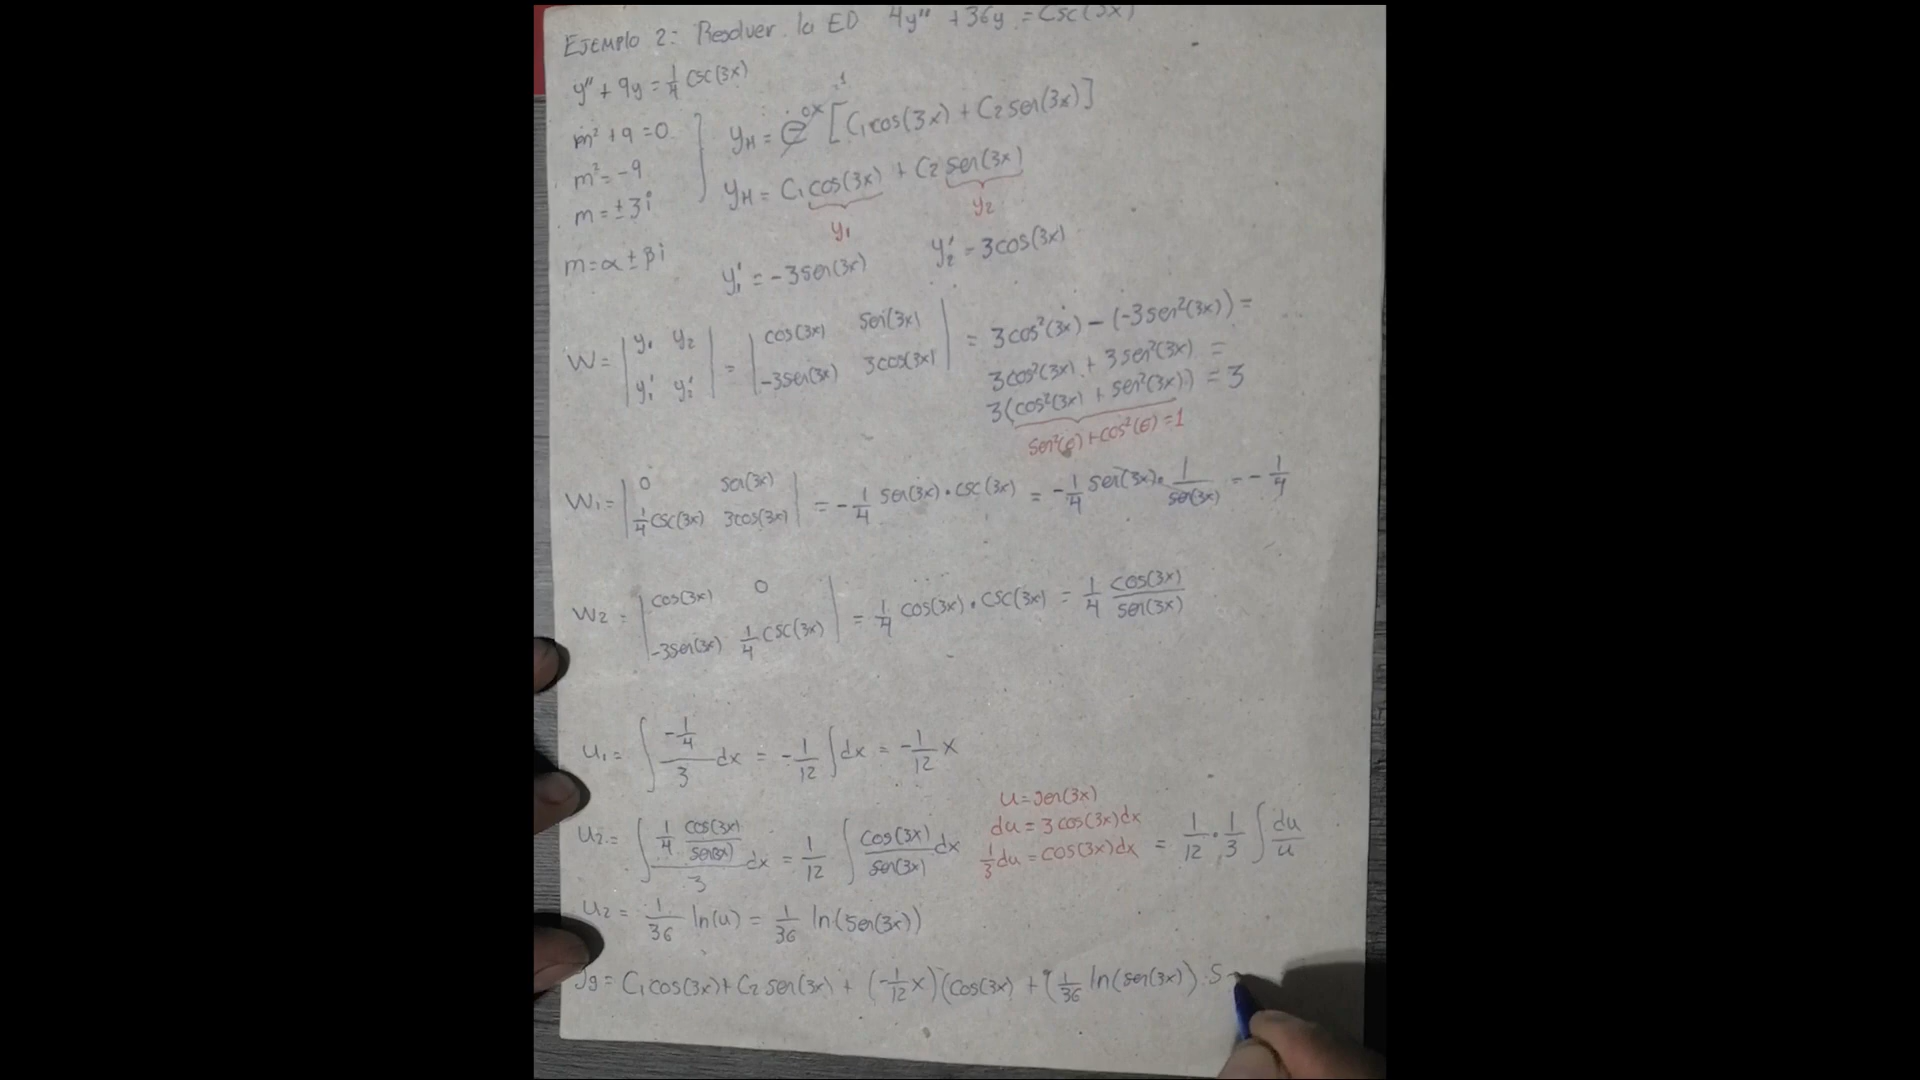 EJEMPLO 2: Resolver la ED 4y'' + 36y = Csc(3x)
y'' + 9y = 1/4 csc(3x)
m² + 9 = 0
m² = -9
m = ±3i
m = α ± βi
yH = e^0x [C1cos(3x) + C2sen(3x)]
yH = C1cos(3x) + C2sen(3x)
y1 y2
y1' = -3sen(3x) y2' = 3cos(3x)
W = |y1 y2; y1' y2'| = |cos(3x) sen(3x); -3sen(3x) 3cos(3x)| = 3cos²(3x) - (-3sen²(3x)) =
3cos²(3x) + 3sen²(3x) =
3(cos²(3x) + sen²(3x)) = 3
sen²(θ) + cos²(θ) = 1
W1 = |0 sen(3x); 1/4 csc(3x) 3cos(3x)| = -1/4 sen(3x) · csc(3x) = -1/4 sen(3x) · 1/sen(3x) = -1/4
W2 = |cos(3x) 0; -3sen(3x) 1/4 csc(3x)| = 1/4 cos(3x) · csc(3x) = 1/4 cos(3x)/sen(3x)
u1 = ∫ (-1/4)/3 dx = -1/12 ∫dx = -1/12 x
u = sen(3x)
du = 3cos(3x)dx
1/3 du = cos(3x)dx
u2 = ∫ (1/4 cos(3x)/sen(3x))/3 dx = 1/12 ∫ cos(3x)/sen(3x) dx = 1/12 · 1/3 ∫ du/u
u2 = 1/36 ln(u) = 1/36 ln(sen(3x))
yg = C1cos(3x) + C2sen(3x) + (-1/12 x)(cos(3x) + (1/36 ln(sen(3x)) · S